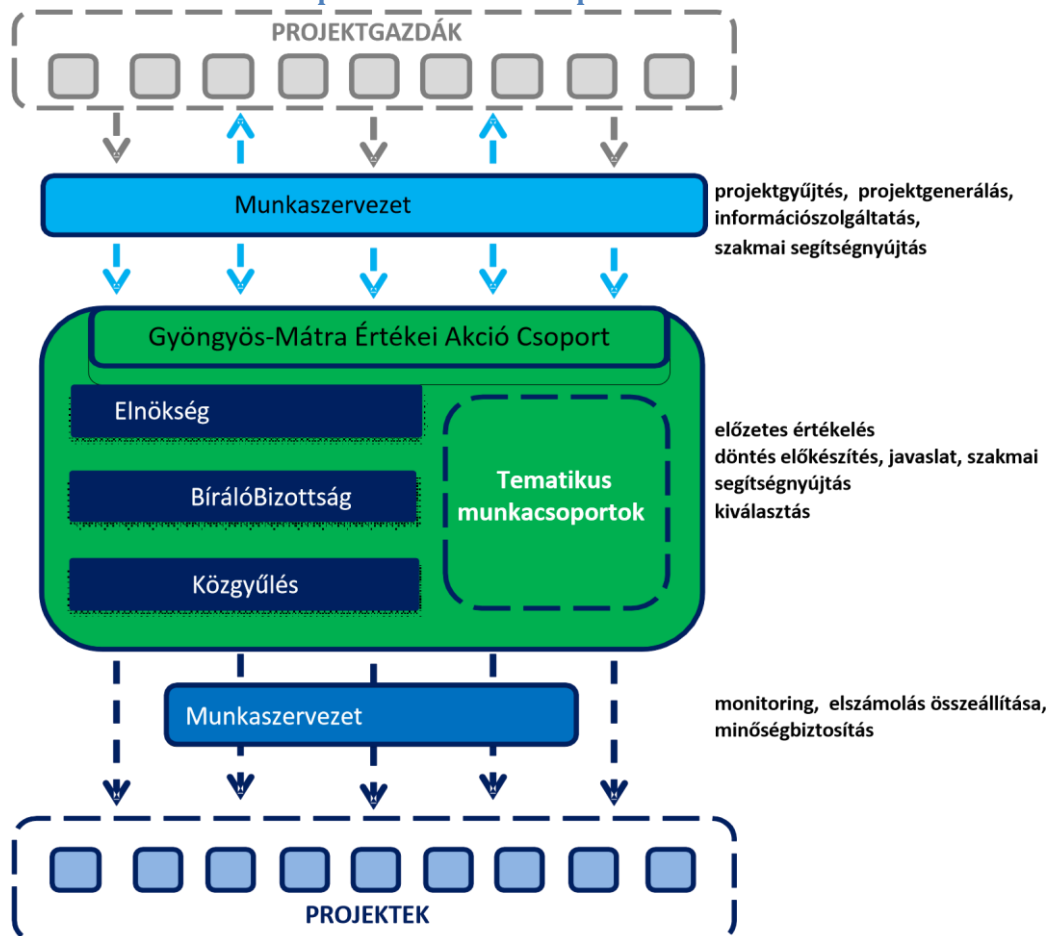 PROJEKTGAZDÁK
Munkaszervezet
projektgyűjtés, projektgenerálás,
információszolgáltatás,
szakmai segítségnyújtás
Gyöngyös-Mátra Értékei Akció Csoport
Elnökség
BírálóBizottság
Közgyűlés
Tematikus
munkacsoportok
előzetes értékelés
döntés előkészítés, javaslat, szakmai
segítségnyújtás
kiválasztás
Munkaszervezet
monitoring, elszámolás összeállítása,
minőségbiztosítás
PROJEKTEK